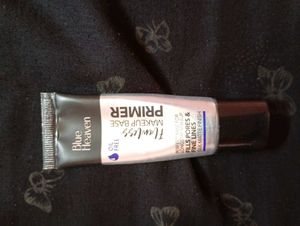 Blue
Heaven
OIL
FREE
Flawless
MAKEUP BASE
PRIMER
FILLS PORES &
FINE LINES